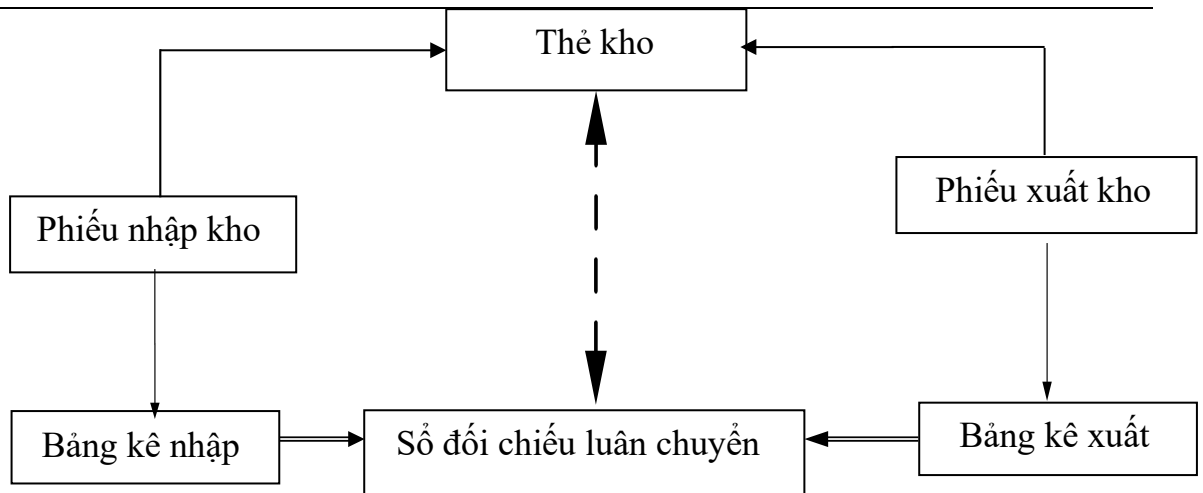 Thẻ kho
Phiếu xuất kho
Phiếu nhập kho
Bảng kê nhập
Sổ đối chiếu luân chuyển
Bảng kê xuất